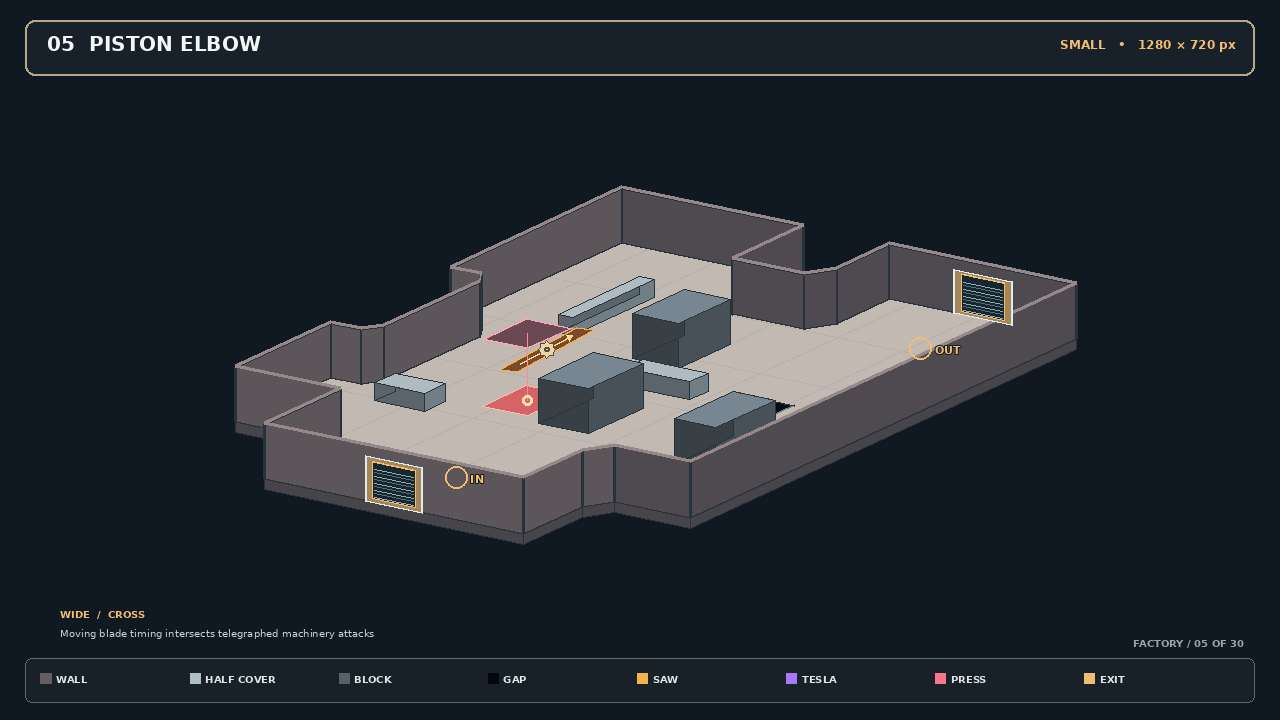 05 PISTON ELBOW
SMALL • 1280 × 720 px
OUT
IN
WIDE / CROSS
Moving blade timing intersects telegraphed machinery attacks
FACTORY / 05 OF 30
WALL
HALF COVER
BLOCK
GAP
SAW
TESLA
PRESS
EXIT